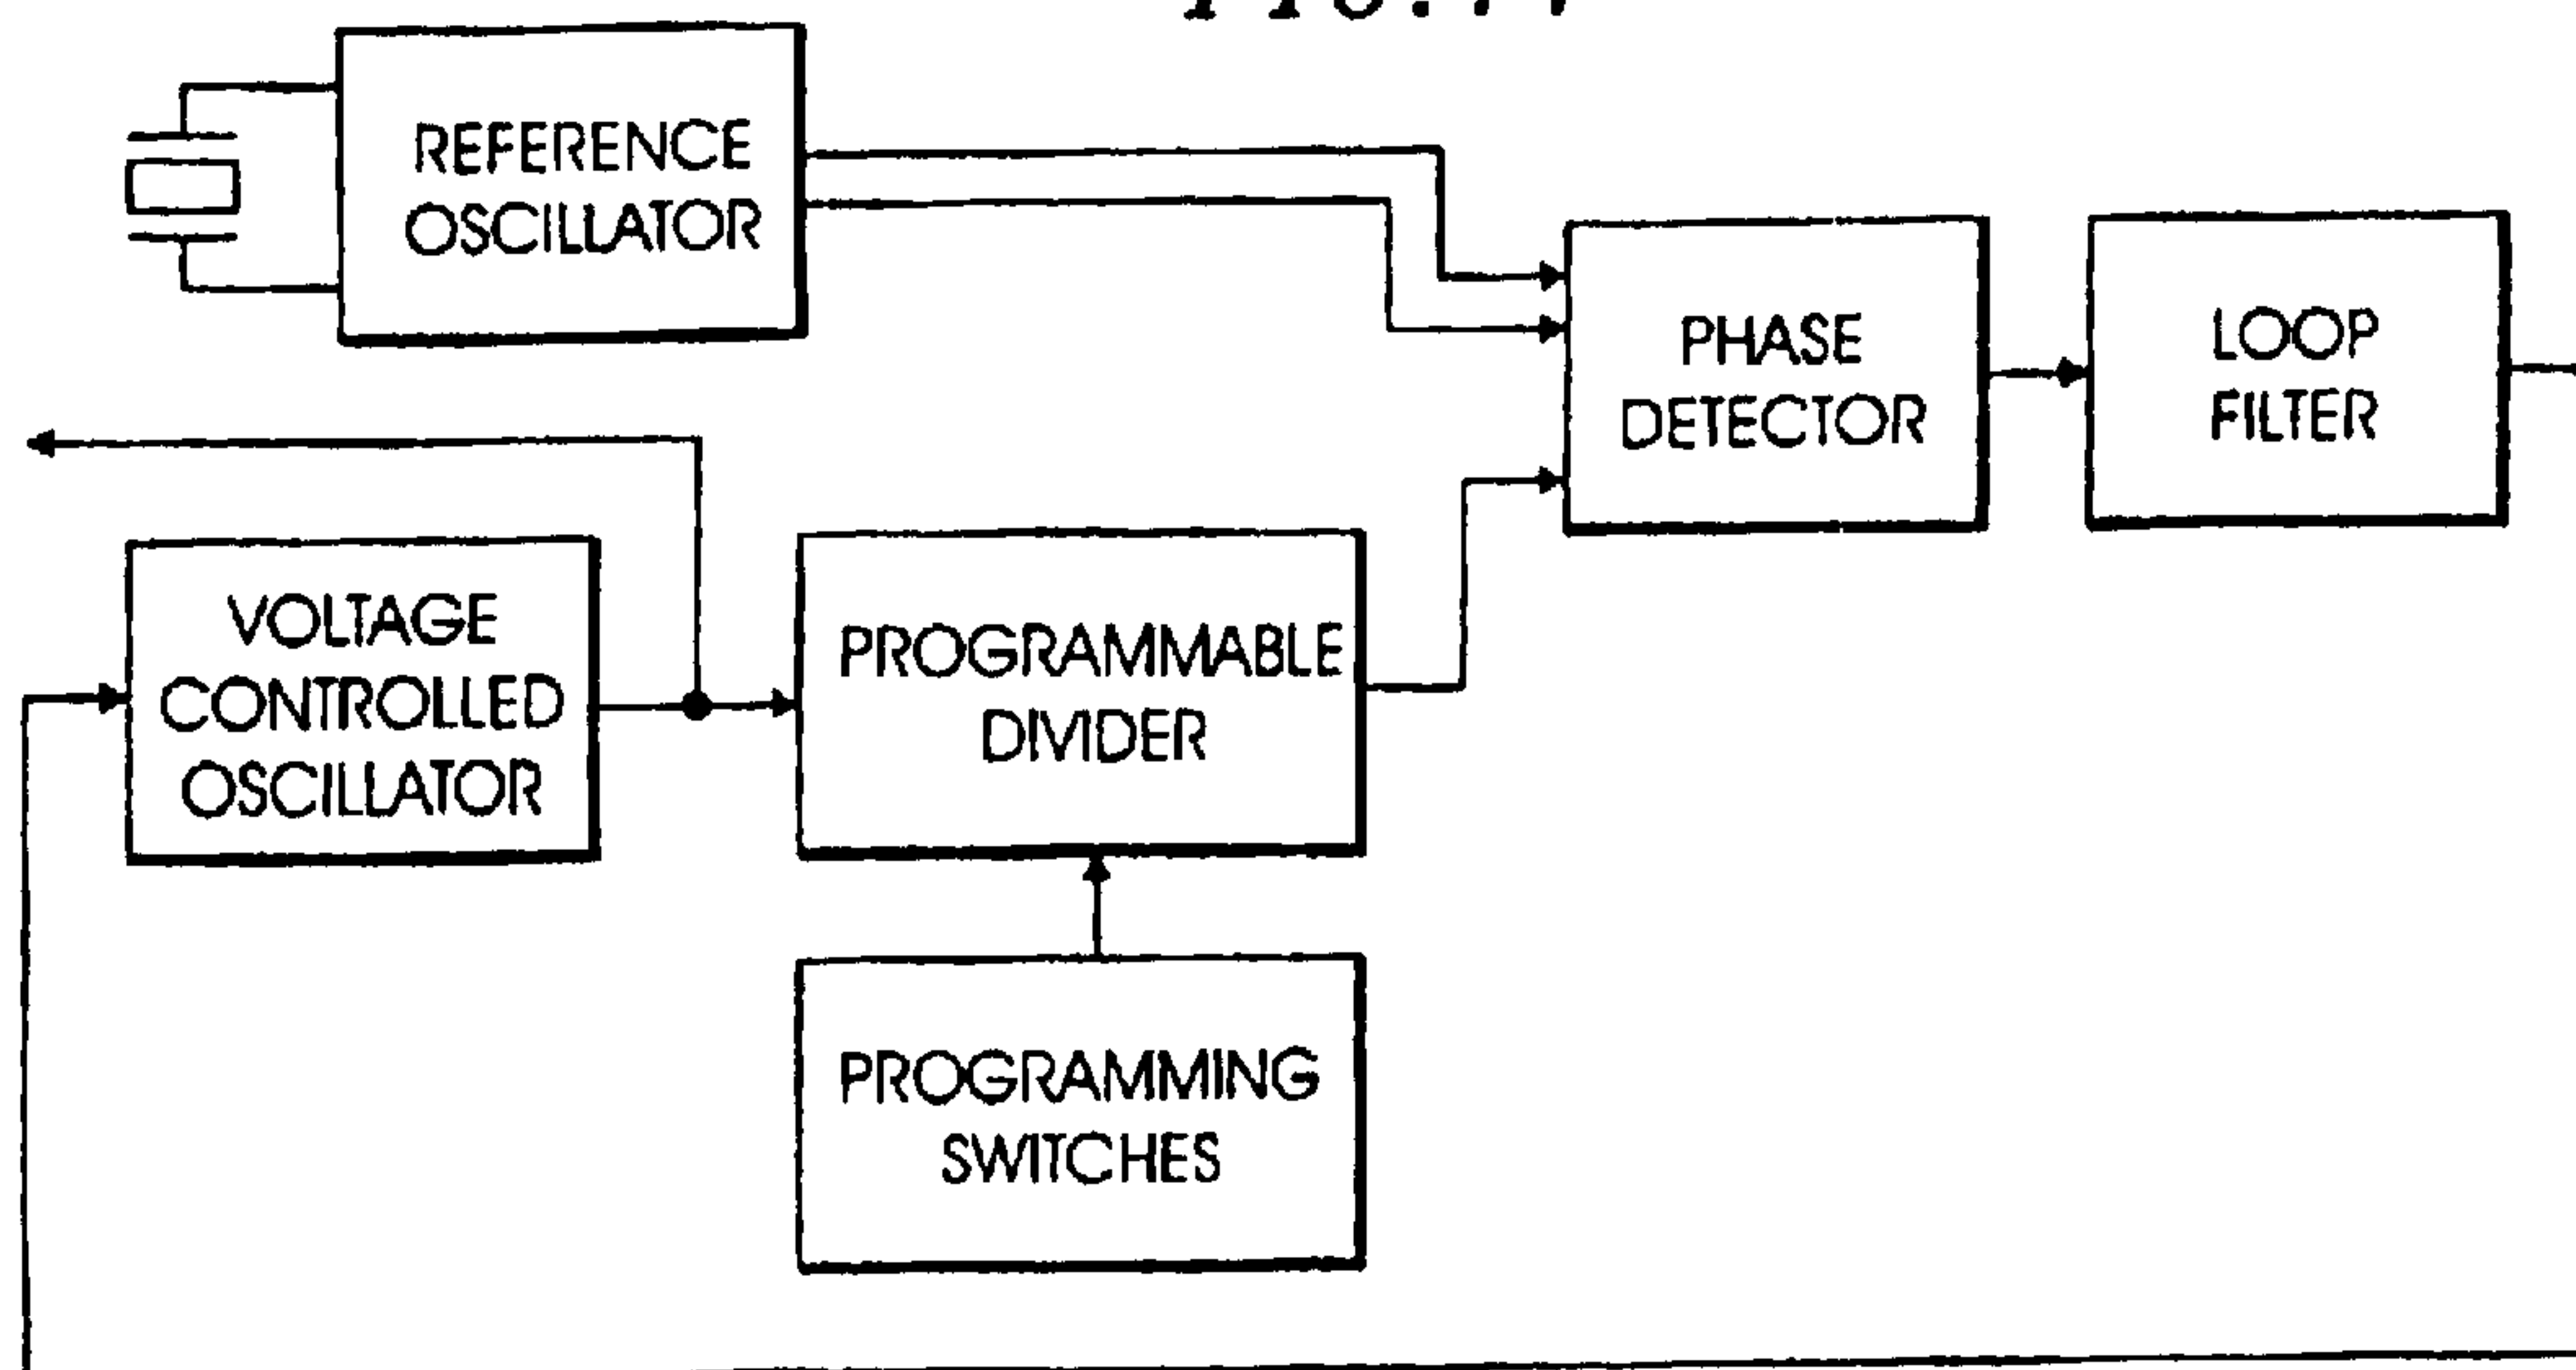 REFERENCE
OSCILLATOR
PHASE
DETECTOR
LOOP
FILTER
VOLTAGE
CONTROLLED
OSCILLATOR
PROGRAMMABLE
DIVIDER
PROGRAMMING
SWITCHES